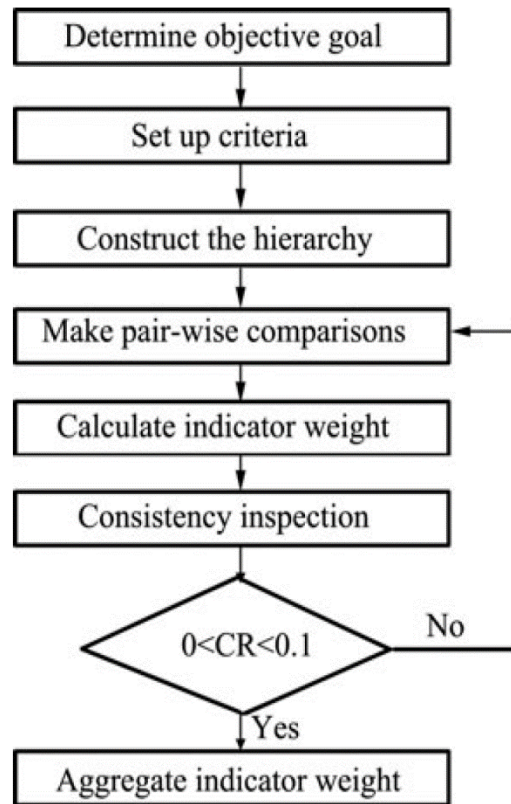 Determine objective goal
Set up criteria
Construct the hierarchy
Make pair-wise comparisons
Calculate indicator weight
Consistency inspection
0<CR<0.1
No
Yes
Aggregate indicator weight